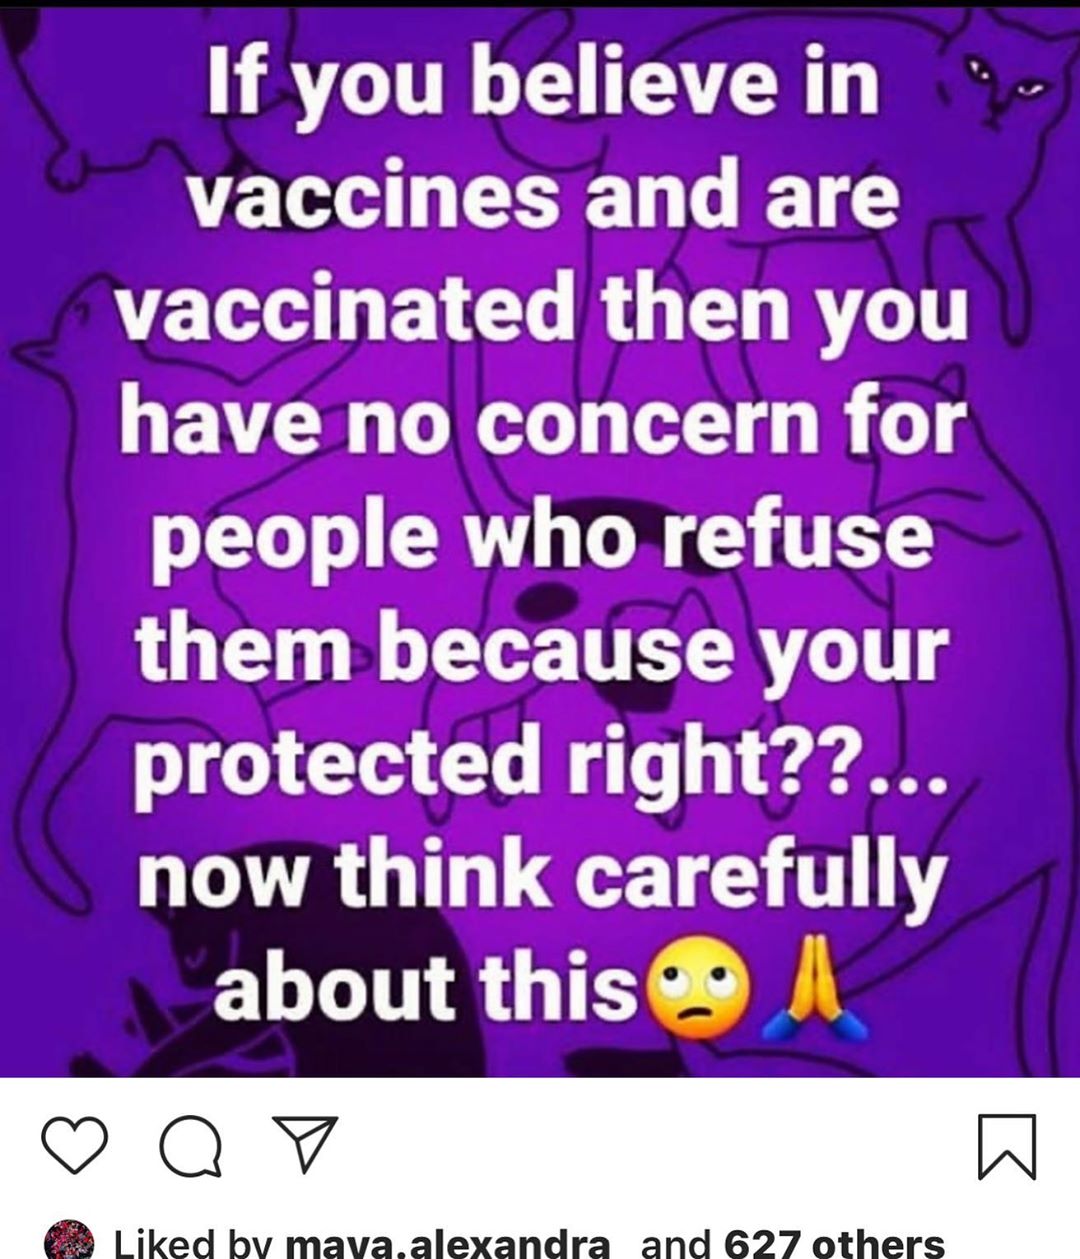 If you believe in
vaccines and are
vaccinated then you
have no concern for
people who refuse
them because your
protected right??...
now think carefully
about this🙄🙏
Liked by maya.alexandra_ and 627 others